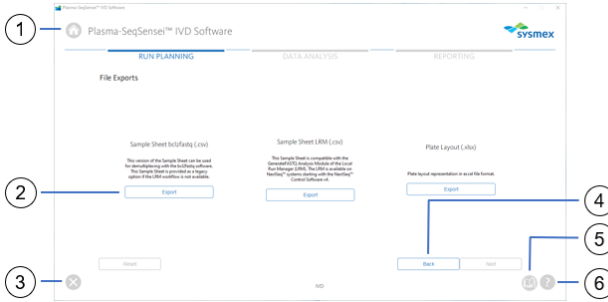 Plasma-SeqSensei™ IVD Software
1
Plasma-SeqSensei™ IVD Software
sysmex
RUN PLANNING
DATA ANALYSIS
REPORTING
File Exports
Sample Sheet bcl2fastq (.csv)
This version of the Sample Sheet can be used
for demultiplexing with the bcl2fastq software.
This Sample Sheet is provided as a legacy
option if the LRM workflow is not available.
2
Export
Sample Sheet LRM (.csv)
This Sample Sheet is compatible with the
GenerateFASTQ Analysis Module of the Local
Run Manager (LRM). The LRM is available on
NextSeq™ systems starting with the NextSeq™
Control Software v4.
Export
Plate Layout (.xlsx)
Plate layout representation in excel file format.
Export
4
5
Reset
Back
Next
3
IVD
?
6